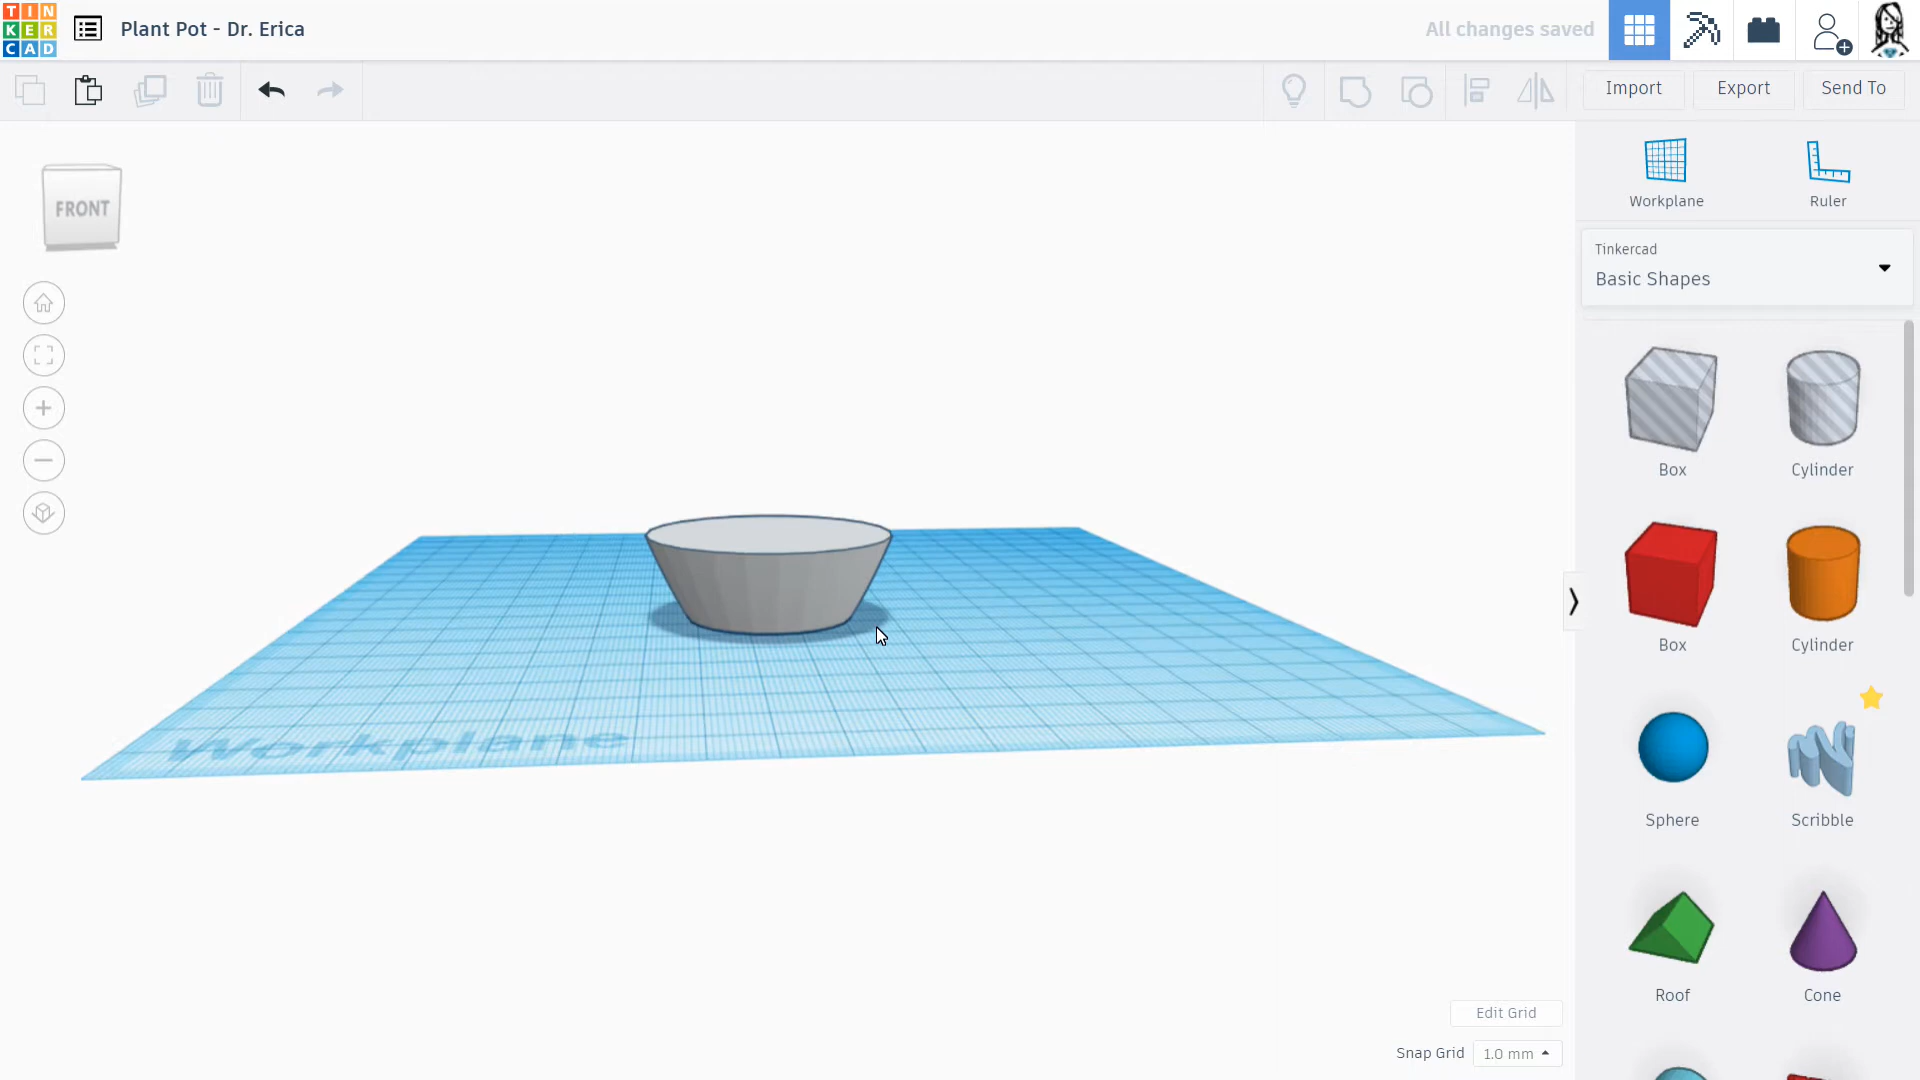 TIN
KER
CAD
Plant Pot - Dr. Erica
All changes saved
Import
Export
Send To
FRONT
Workplane
Ruler
Tinkercad
Basic Shapes
Box
Cylinder
Box
Cylinder
Sphere
Scribble
Roof
Cone
Workplane
Edit Grid
Snap Grid
1.0 mm